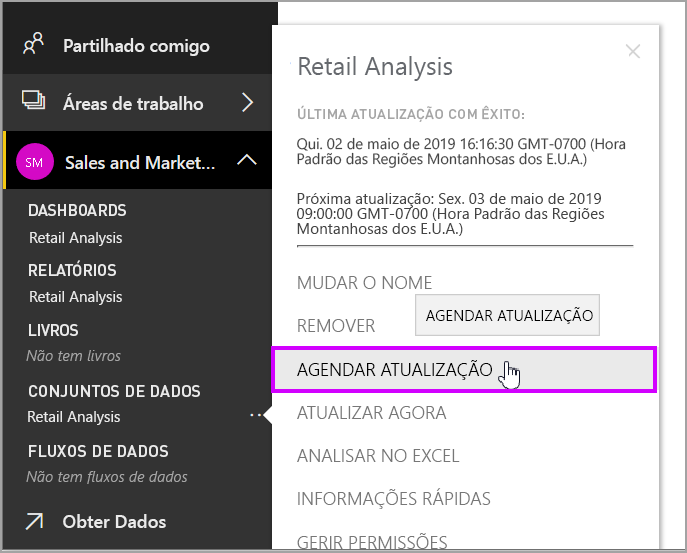 Partilhado comigo
Áreas de trabalho
SM
Sales and Market...
DASHBOARDS
Retail Analysis
RELATÓRIOS
Retail Analysis
LIVROS
Não tem livros
CONJUNTOS DE DADOS
Retail Analysis
FLUXOS DE DADOS
Não tem fluxos de dados
Obter Dados
Retail Analysis
ÚLTIMA ATUALIZAÇÃO COM ÊXITO:
Qui. 02 de maio de 2019 16:16:30 GMT-0700 (Hora
Padrão das Regiões Montanhosas dos E.U.A.)
Próxima atualização: Sex. 03 de maio de 2019
09:00:00 GMT-0700 (Hora Padrão das Regiões
Montanhosas dos E.U.A.)
MUDAR O NOME
REMOVER
AGENDAR ATUALIZAÇÃO
AGENDAR ATUALIZAÇÃO
ATUALIZAR AGORA
ANALISAR NO EXCEL
INFORMAÇÕES RÁPIDAS
GERIR PERMISSÕES